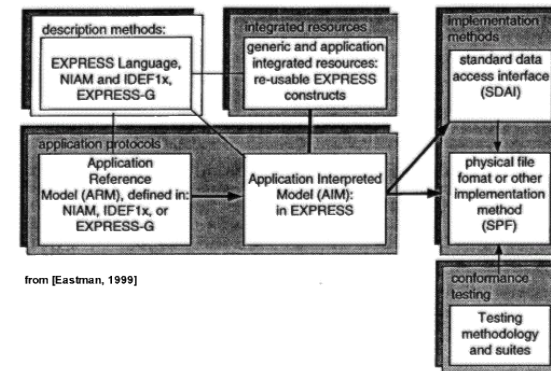 description methods:
EXPRESS Language,
NIAM and IDEF1x,
EXPRESS-G
integrated resources
generic and application
integrated resources:
re-usable EXPRESS
constructs
implementation
methods
standard data
access interface
(SDAI)
application protocols
Application
Reference
Model (ARM), defined in:
NIAM, IDEF1x, or
EXPRESS-G
Application Interpreted
Model (AIM):
in EXPRESS
physical file
fomat or other
implementation
method
(SPF)
from [Eastman, 1999]
conformance
testing
Testing
methodology
and suites